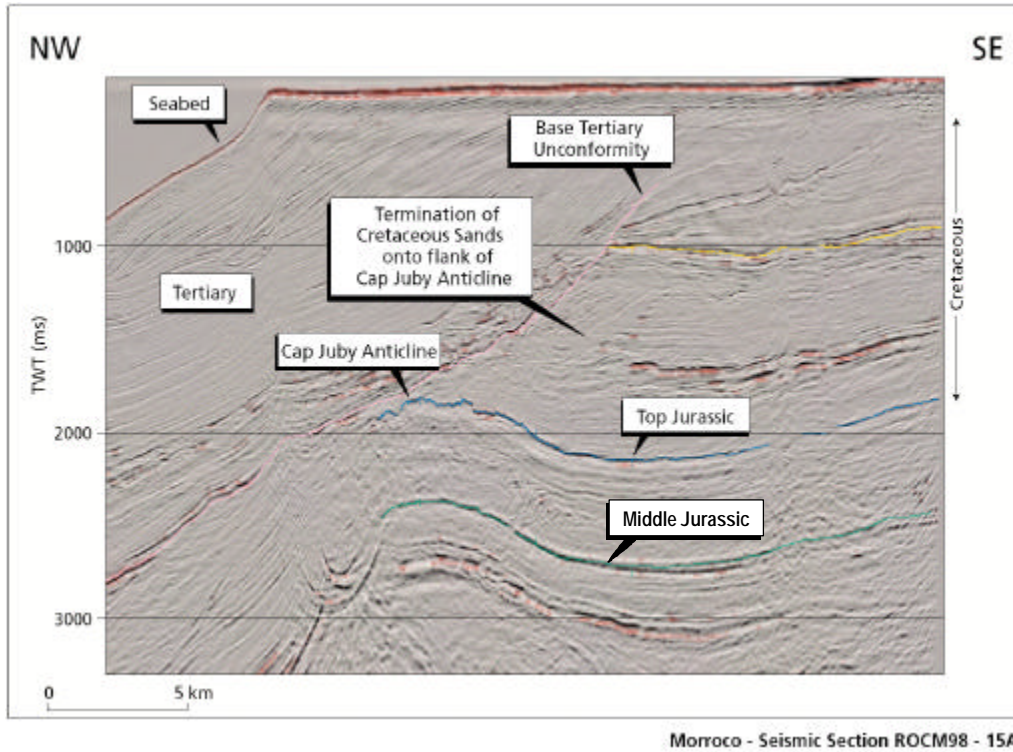 NW
SE
Seabed
Base Tertiary
Unconformity
Termination of
Cretaceous Sands
onto flank of
Cap Juby Anticline
1000
Tertiary
Cretaceous
TWT (ms)
Cap Juby Anticline
Top Jurassic
2000
Middle Jurassic
3000
0
5 km
Morroco - Seismic Section ROCM98 - 15A